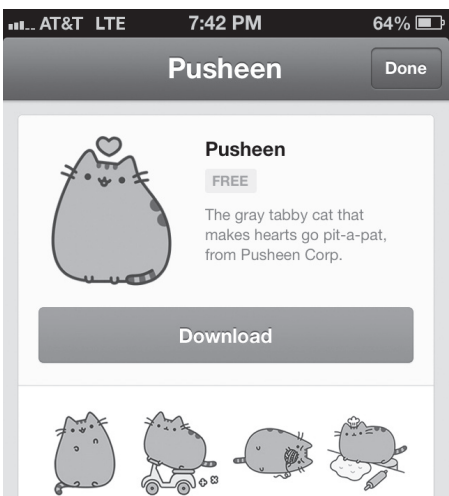 AT&T LTE 7:42 PM 64%
Pusheen Done
Pusheen
FREE
The gray tabby cat that
makes hearts go pit-a-pat,
from Pusheen Corp.
Download